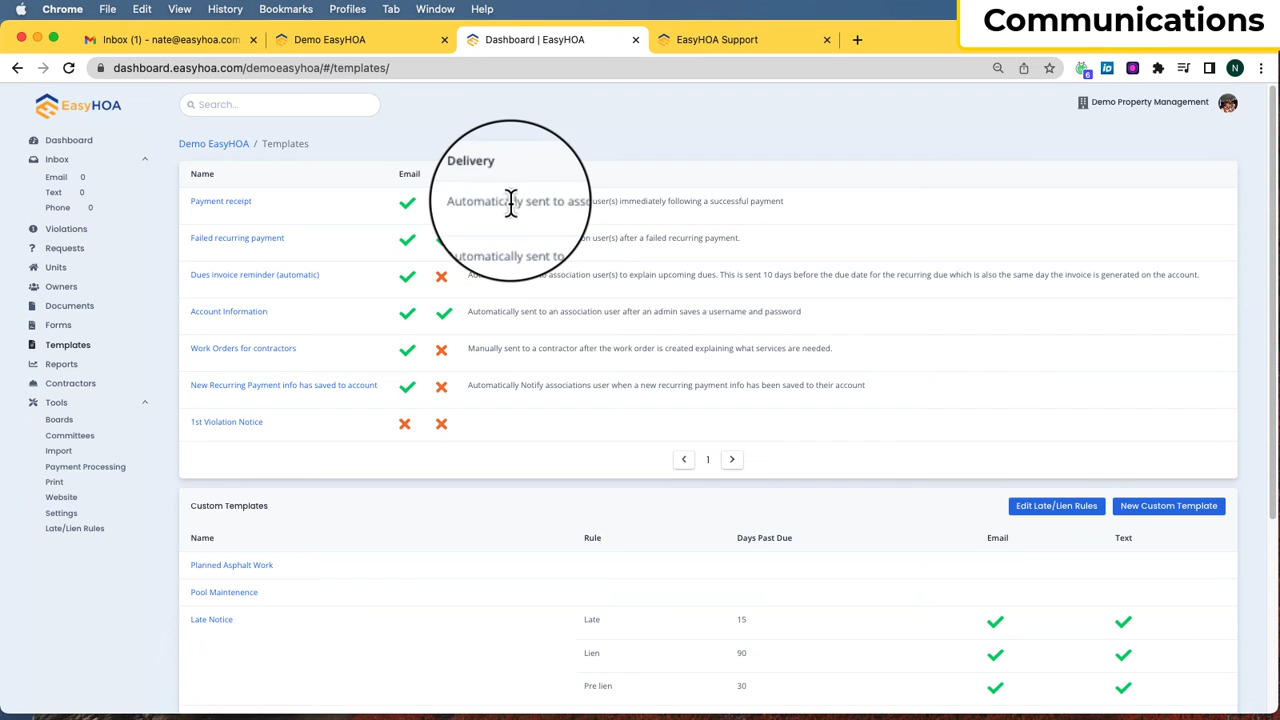 Chrome File Edit View History Bookmarks Profiles Tab Window Help
Communications
Inbox (1) – nate@easyhoa.com
Demo EasyHOA
Dashboard | EasyHOA
EasyHOA Support
dashboard.easyhoa.com/demoeasyhoa/#/templates/
6
N
EasyHOA
Search...
Demo Property Management
Dashboard
Inbox
Email 0
Text 0
Phone 0
Violations
Requests
Units
Owners
Documents
Forms
Templates
Reports
Contractors
Tools
Boards
Committees
Import
Payment Processing
Print
Website
Settings
Late/Lien Rules
Demo EasyHOA / Templates
Name Email Delivery
Payment receipt Automatically sent to asso user(s) immediately following a successful payment
Failed recurring payment utomatically sent to on user(s) after a failed recurring payment.
Dues invoice reminder (automatic) association user(s) to explain upcoming dues. This is sent 10 days before the due date for the recurring due which is also the same day the invoice is generated on the account.
Account Information Automatically sent to an association user after an admin saves a username and password
Work Orders for contractors Manually sent to a contractor after the work order is created explaining what services are needed.
New Recurring Payment info has saved to account Automatically Notify associations user when a new recurring payment info has been saved to their account
1st Violation Notice
1
Custom Templates Edit Late/Lien Rules New Custom Template
Name Rule Days Past Due Email Text
Planned Asphalt Work
Pool Maintenence
Late Notice Late 15
Lien 90
Pre lien 30